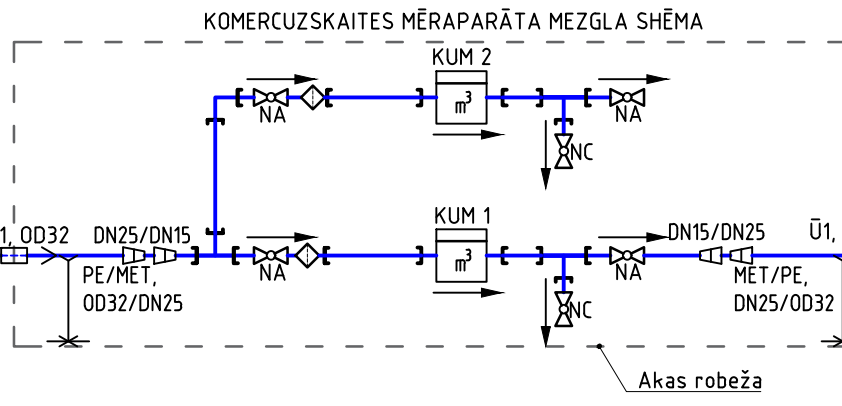 KOMERCUZSKAITES MĒRAPARĀTA MEZGLA SHĒMA
KUM 2
m³
NA
NA
NC
1, OD32
DN25/DN15
KUM 1
DN15/DN25
Ū1,
m³
NA
NA
PE/MET,
OD32/DN25
MET/PE,
DN25/OD32
NC
Akas robeža